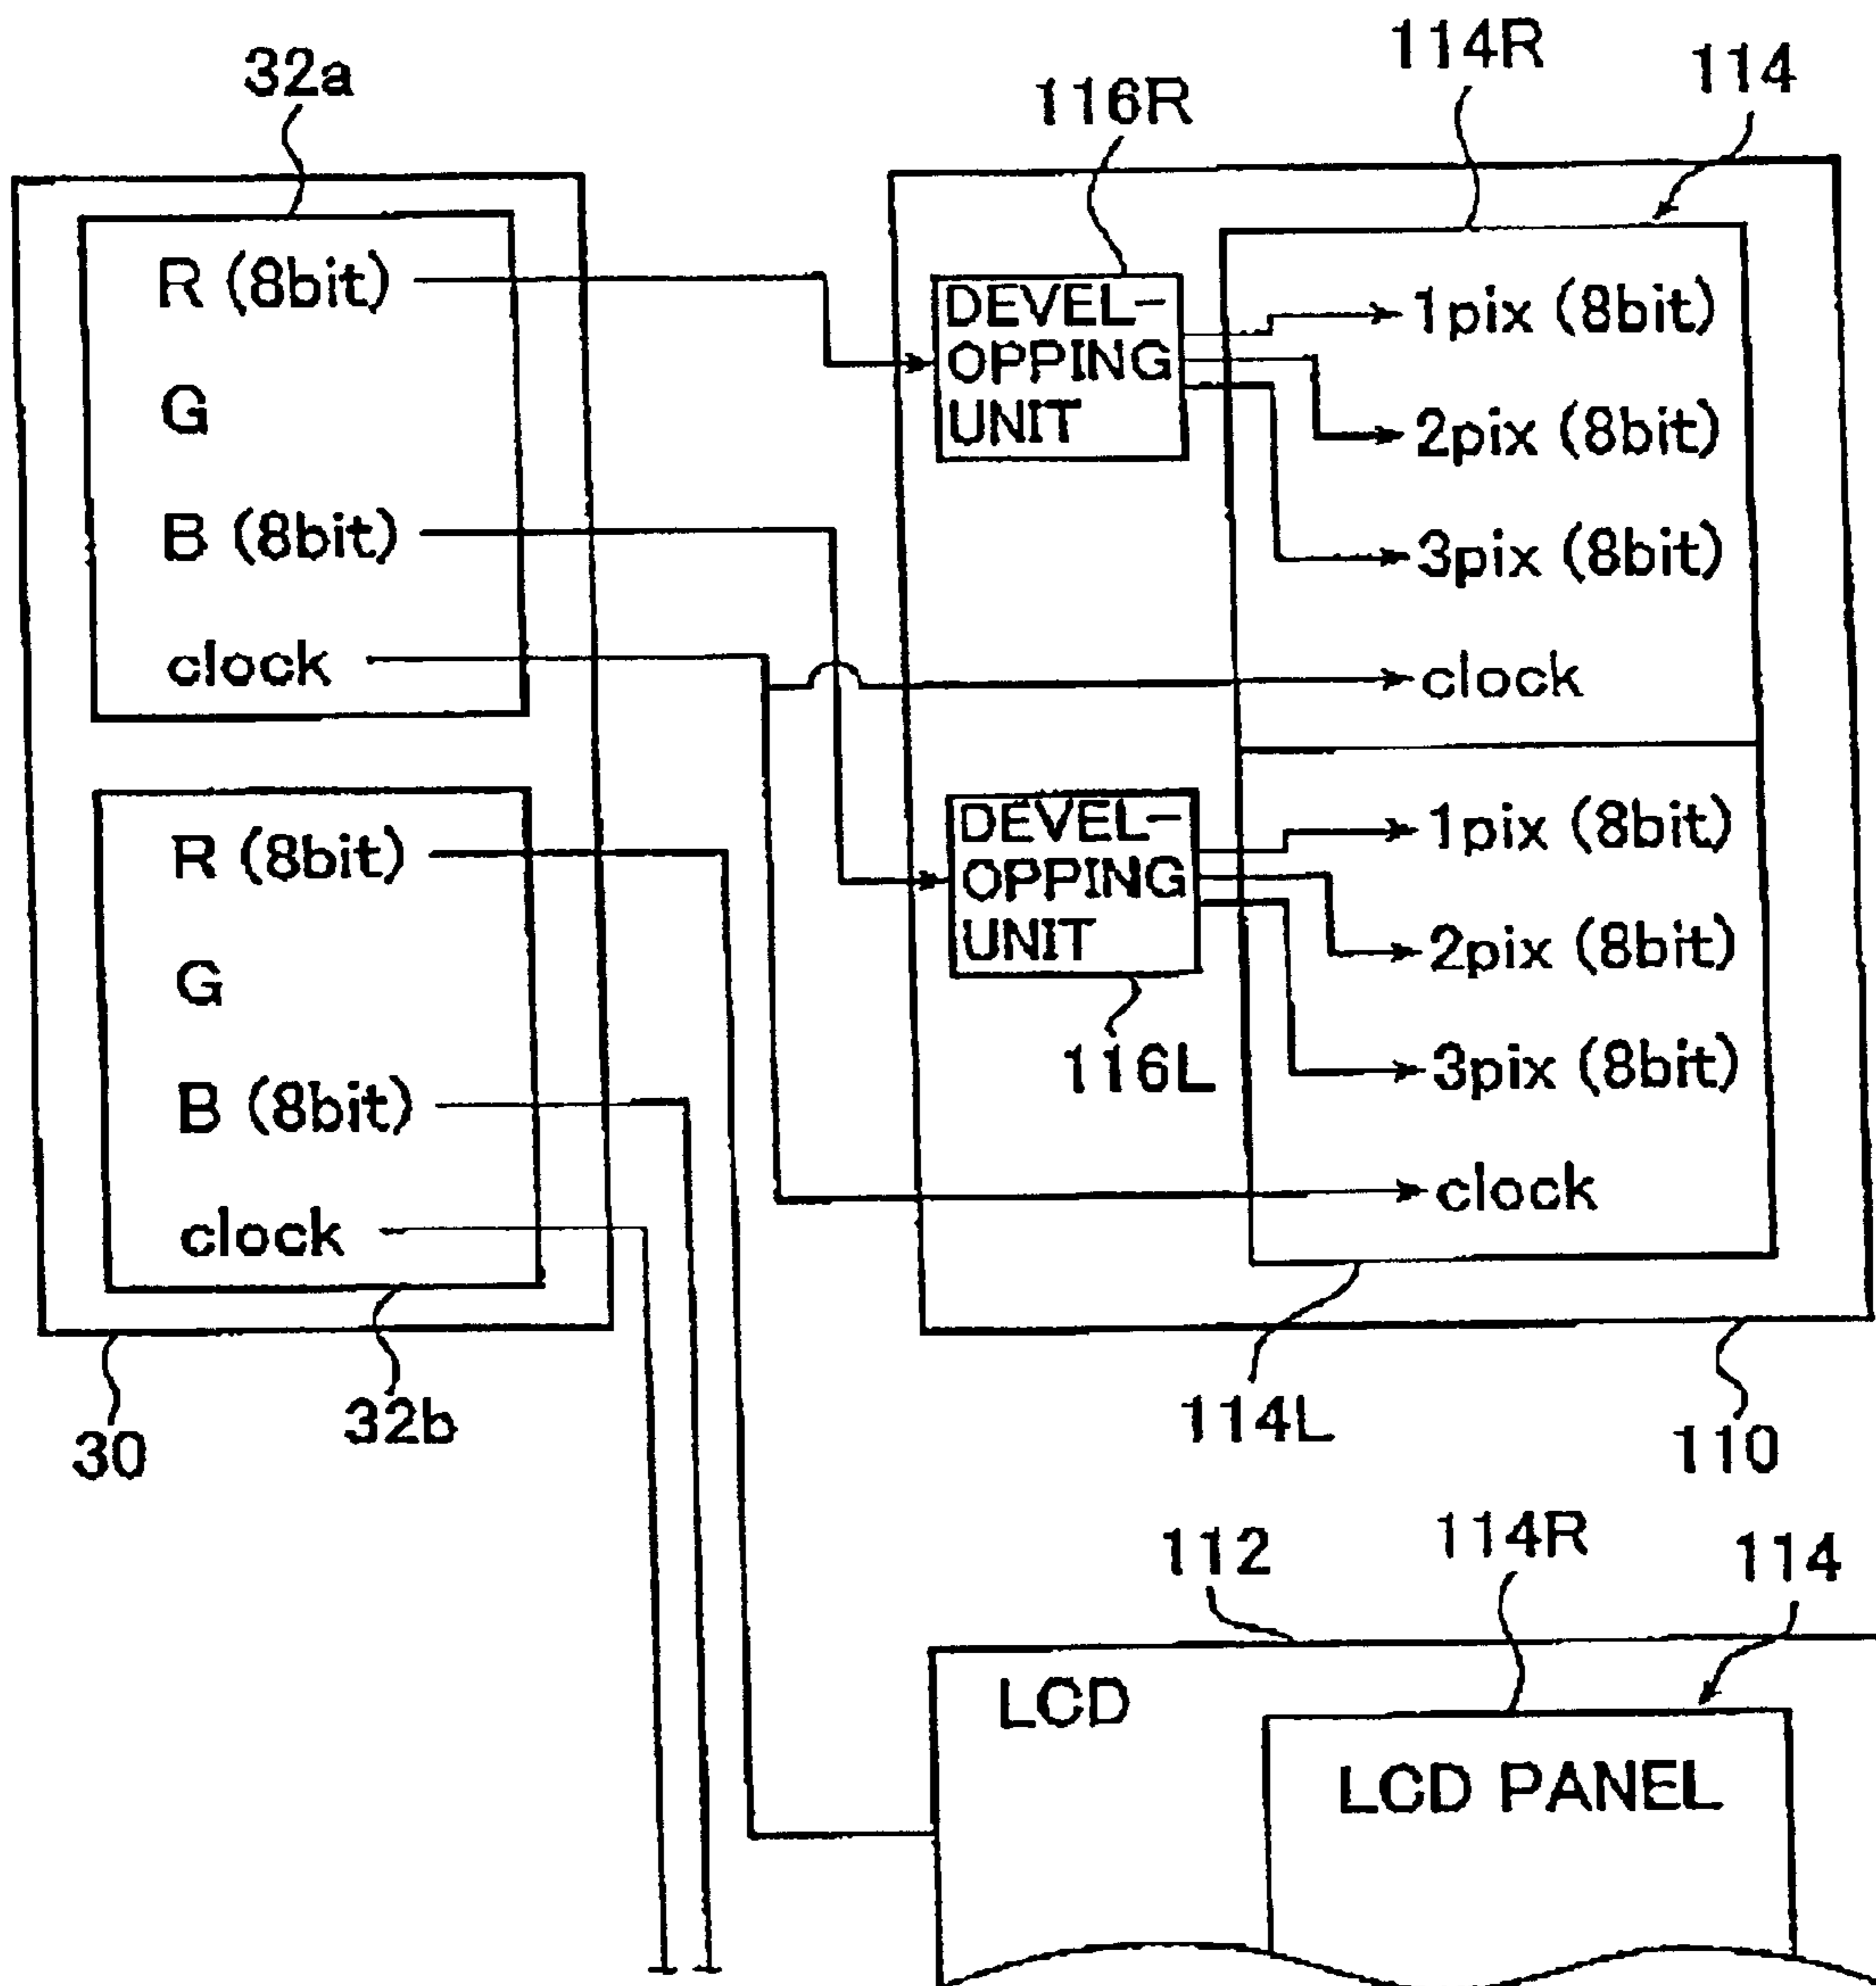 32a
116R
114R
114
R (8bit)
G
B (8bit)
clock
DEVEL-
OPPING
UNIT
1pix (8bit)
2pix (8bit)
3pix (8bit)
clock
R (8bit)
G
B (8bit)
clock
DEVEL-
OPPING
UNIT
116L
1pix (8bit)
2pix (8bit)
3pix (8bit)
clock
30
32b
114L
110
112
114R
114
LCD
LCD PANEL